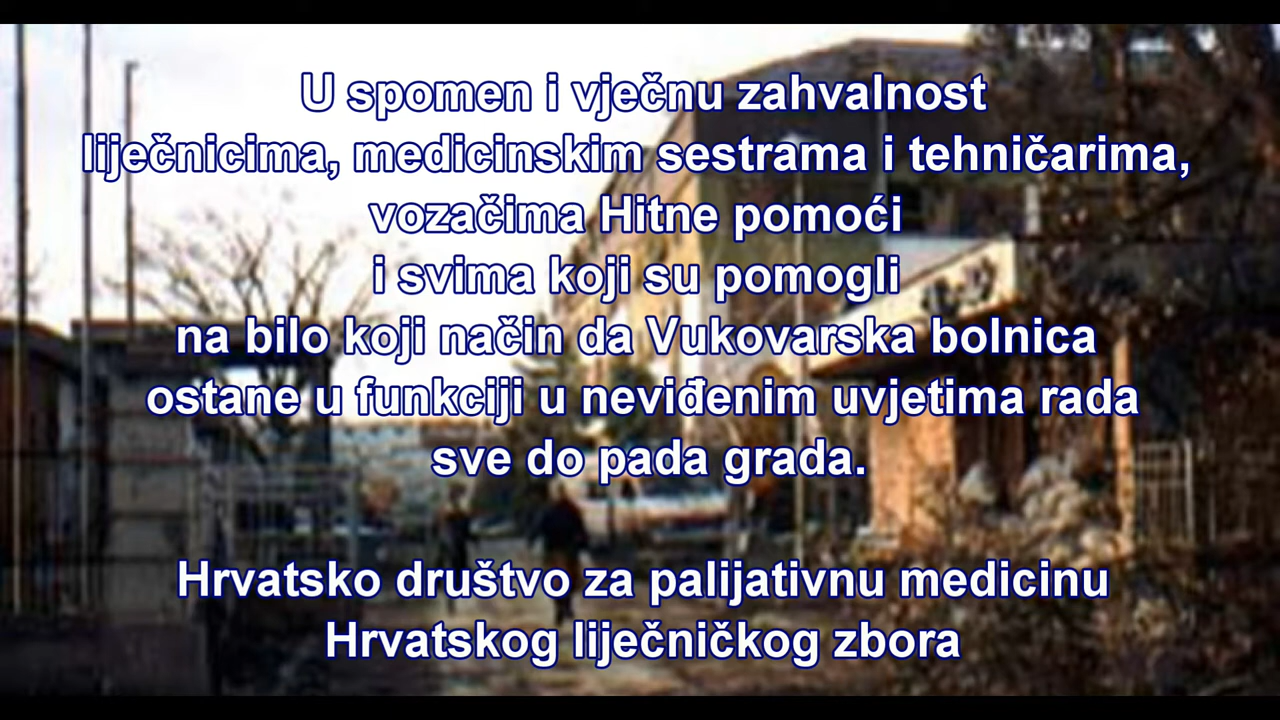 U spomen i vječnu zahvalnost
liječnicima, medicinskim sestrama i tehničarima,
vozačima Hitne pomoći
i svima koji su pomogli
na bilo koji način da Vukovarska bolnica
ostane u funkciji u neviđenim uvjetima rada
sve do pada grada.
Hrvatsko društvo za palijativnu medicinu
Hrvatskog liječničkog zbora